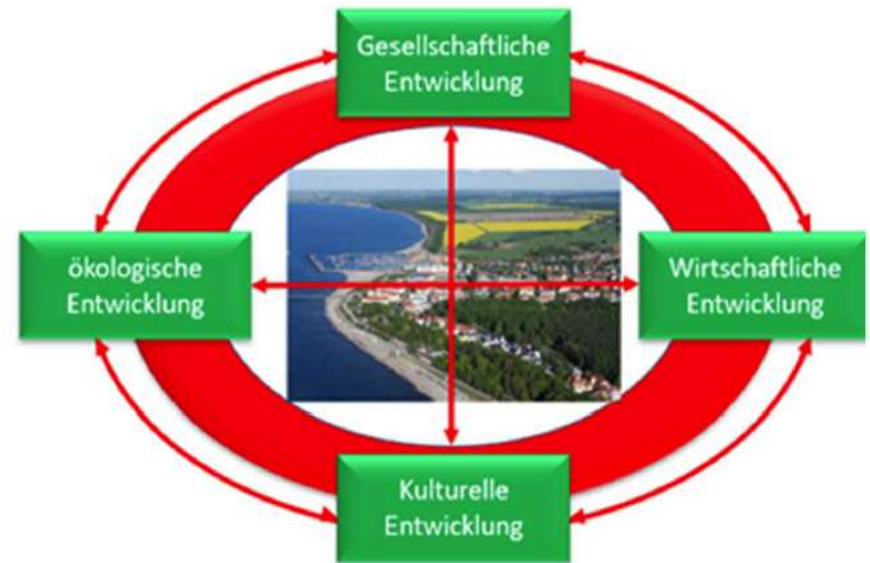 Gesellschaftliche
Entwicklung
ökologische
Entwicklung
Wirtschaftliche
Entwicklung
Kulturelle
Entwicklung